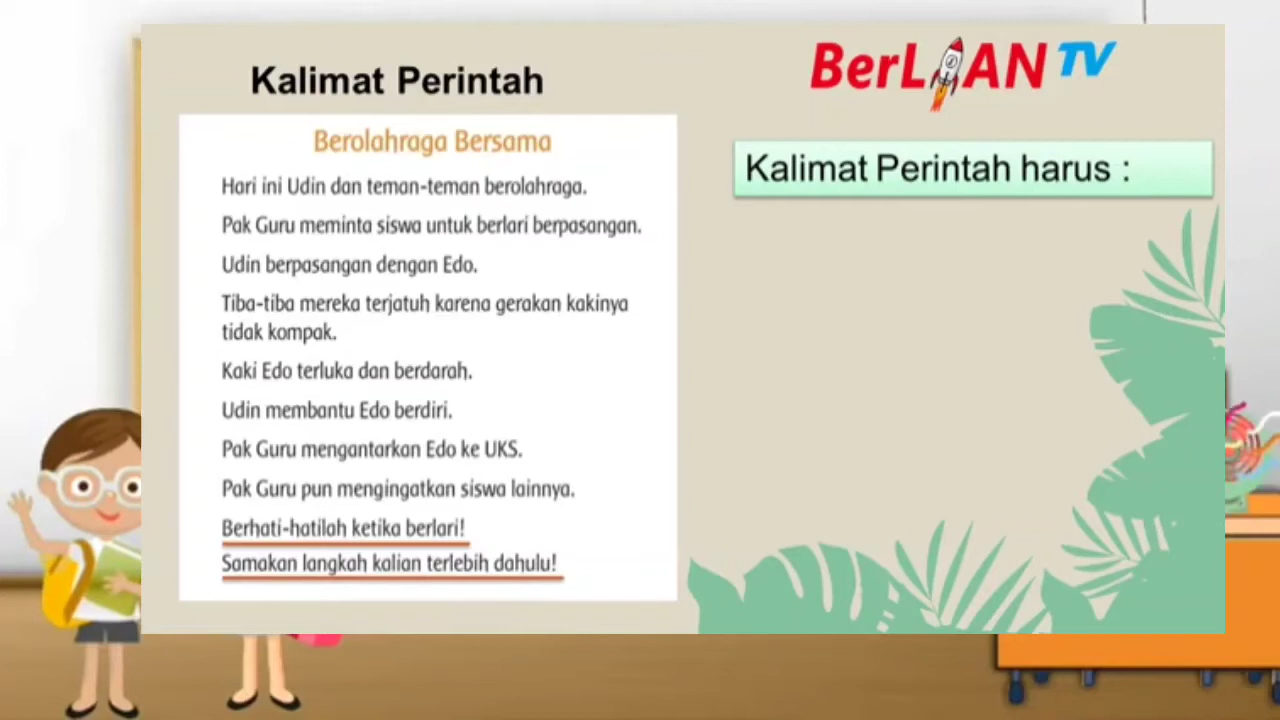 Kalimat Perintah
Berolahraga Bersama
Hari ini Udin dan teman-teman berolahraga.
Pak Guru meminta siswa untuk berlari berpasangan.
Udin berpasangan dengan Edo.
Tiba-tiba mereka terjatuh karena gerakan kakinya
tidak kompak.
Kaki Edo terluka dan berdarah.
Udin membantu Edo berdiri.
Pak Guru mengantarkan Edo ke UKS.
Pak Guru pun mengingatkan siswa lainnya.
Berhati-hatilah ketika berlari!
Samakan langkah kalian terlebih dahulu!
BerLIAN TV
Kalimat Perintah harus :